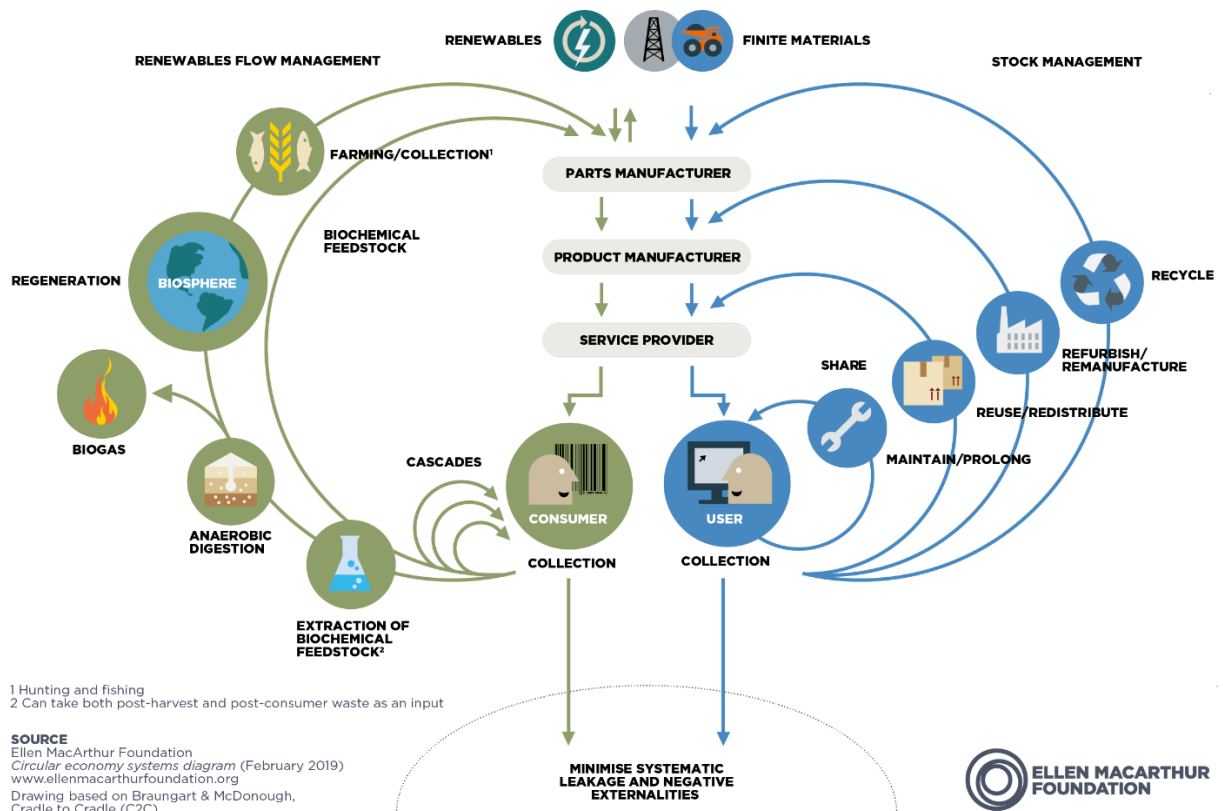 RENEWABLES
FINITE MATERIALS
RENEWABLES FLOW MANAGEMENT
STOCK MANAGEMENT
FARMING/COLLECTION¹
PARTS MANUFACTURER
BIOCHEMICAL
FEEDSTOCK
PRODUCT MANUFACTURER
REGENERATION
BIOSPHERE
RECYCLE
SERVICE PROVIDER
SHARE
REFURBISH/
REMANUFACTURE
REUSE/REDISTRIBUTE
BIOGAS
CASCADES
MAINTAIN/PROLONG
CONSUMER
USER
ANAEROBIC
DIGESTION
COLLECTION
COLLECTION
EXTRACTION OF
BIOCHEMICAL
FEEDSTOCK²
1 Hunting and fishing
2 Can take both post-harvest and post-consumer waste as an input
SOURCE
Ellen MacArthur Foundation
Circular economy systems diagram (February 2019)
www.ellenmacarthurfoundation.org
Drawing based on Braungart & McDonough,
Cradle to Cradle (C2C)
MINIMISE SYSTEMATIC
LEAKAGE AND NEGATIVE
EXTERNALITIES
ELLEN MACARTHUR
FOUNDATION